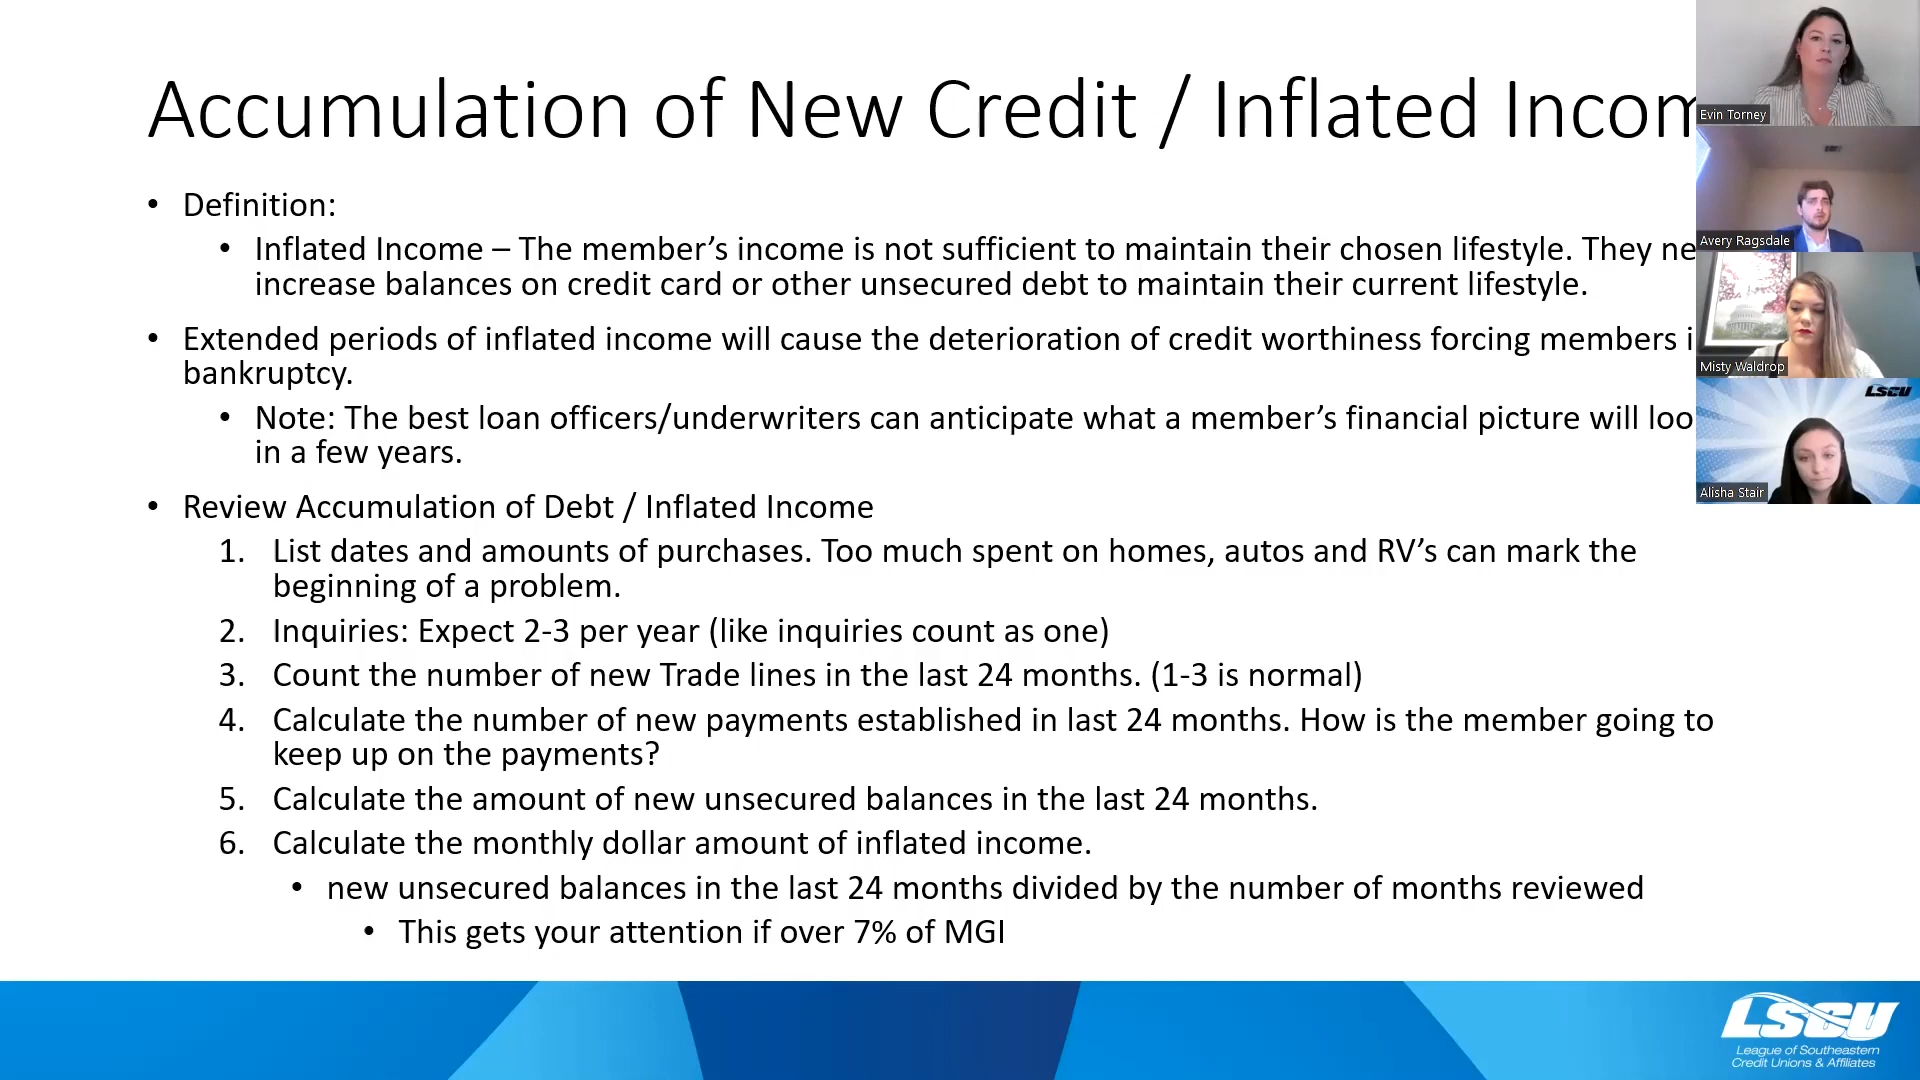 Accumulation of New Credit / Inflated Incom
• Definition:
• Inflated Income – The member’s income is not sufficient to maintain their chosen lifestyle. They ne
increase balances on credit card or other unsecured debt to maintain their current lifestyle.
• Extended periods of inflated income will cause the deterioration of credit worthiness forcing members i
bankruptcy.
• Note: The best loan officers/underwriters can anticipate what a member’s financial picture will loo
in a few years.
• Review Accumulation of Debt / Inflated Income
1. List dates and amounts of purchases. Too much spent on homes, autos and RV’s can mark the
beginning of a problem.
2. Inquiries: Expect 2-3 per year (like inquiries count as one)
3. Count the number of new Trade lines in the last 24 months. (1-3 is normal)
4. Calculate the number of new payments established in last 24 months. How is the member going to
keep up on the payments?
5. Calculate the amount of new unsecured balances in the last 24 months.
6. Calculate the monthly dollar amount of inflated income.
• new unsecured balances in the last 24 months divided by the number of months reviewed
• This gets your attention if over 7% of MGI
Evin Torney
Avery Ragsdale
Misty Waldrop
LSCU
Alisha Stair
LSCU
League of Southeastern
Credit Unions & Affiliates